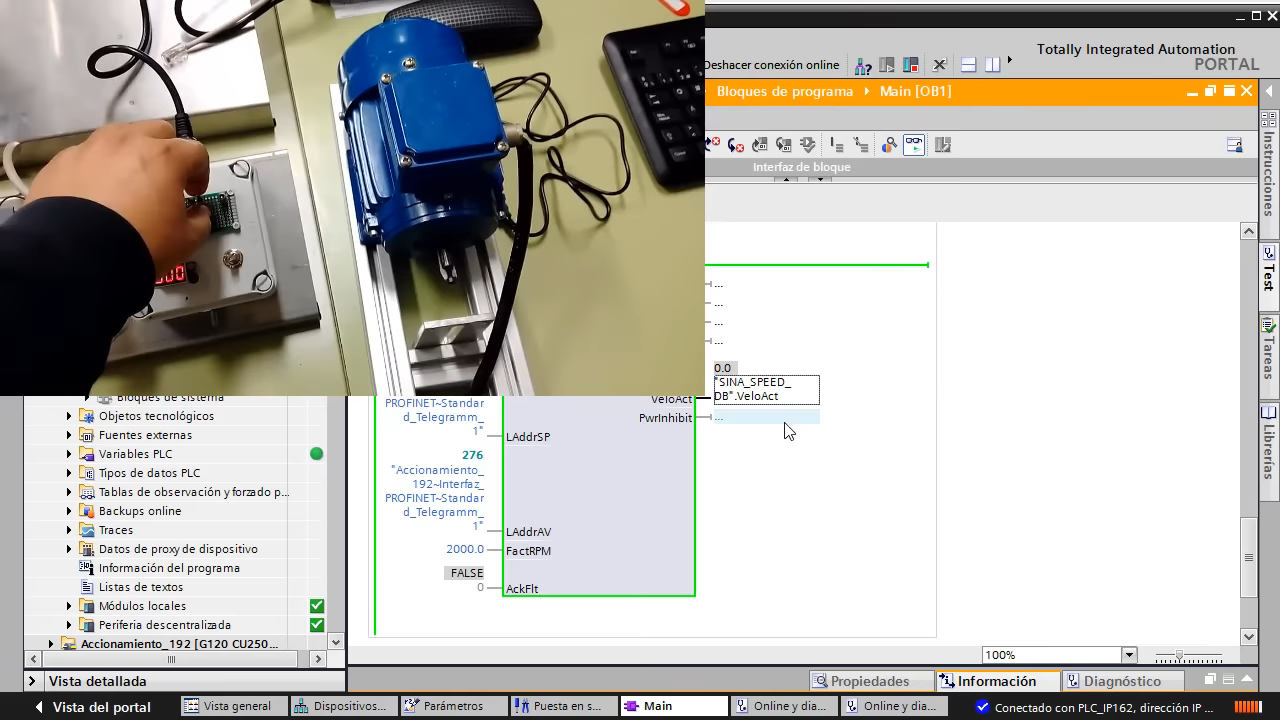 Totally Integrated Automation
PORTAL
Deshacer conexión online
Bloques de programa
Main [OB1]
Interfaz de bloque
Instrucciones
Test
Tareas
Librerías
...
...
...
...
0.0
"SINA_SPEED_
DB".VeloAct
VeloAct
PwrInhibit
...
PROFINET~Standar
d_Telegramm_
1"
LAddrSP
276
"Accionamiento_
192~Interfaz_
PROFINET~Standar
d_Telegramm_
1"
LAddrAV
2000.0
FactRPM
FALSE
0
AckFlt
Bloques de sistema
Objetos tecnológicos
Fuentes externas
Variables PLC
Tipos de datos PLC
Tablas de observación y forzado p...
Backups online
Traces
Datos de proxy de dispositivo
Información del programa
Listas de textos
Módulos locales
Periferia descentralizada
Accionamiento_192 [G120 CU250...
Vista detallada
100%
Propiedades
Información
Diagnóstico
Vista del portal
Vista general
Dispositivos...
Parámetros
Puesta en s...
Main
Online y dia...
Online y dia...
Conectado con PLC_IP162, dirección IP ...